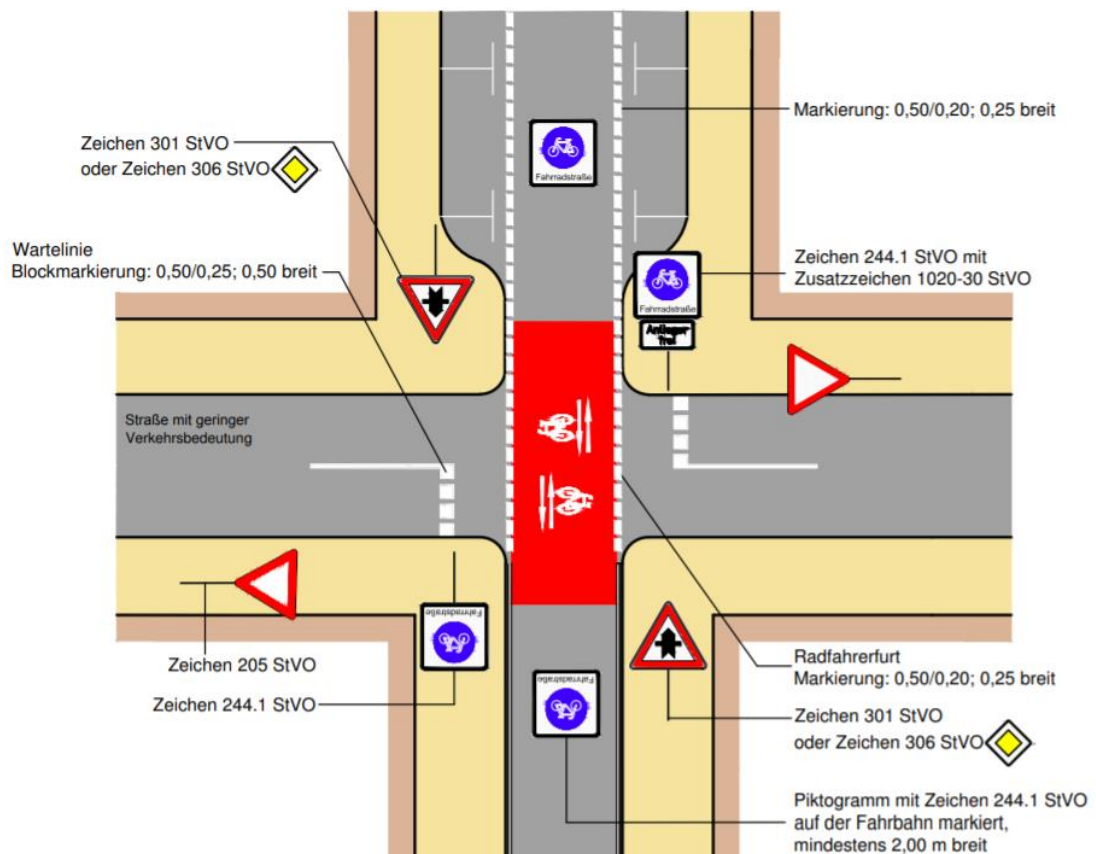 Markierung: 0,50/0,20; 0,25 breit
Zeichen 301 StVO
oder Zeichen 306 StVO
Fahrradstraße
Wartelinie
Blockmarkierung: 0,50/0,25; 0,50 breit
Zeichen 244.1 StVO mit
Zusatzzeichen 1020-30 StVO
Fahrradstraße
Anlieger
frei
Straße mit geringer
Verkehrsbedeutung
Fahrradstraße
Zeichen 205 StVO
Zeichen 244.1 StVO
Fahrradstraße
Radfahrerfurt
Markierung: 0,50/0,20; 0,25 breit
Zeichen 301 StVO
oder Zeichen 306 StVO
Piktogramm mit Zeichen 244.1 StVO
auf der Fahrbahn markiert,
mindestens 2,00 m breit